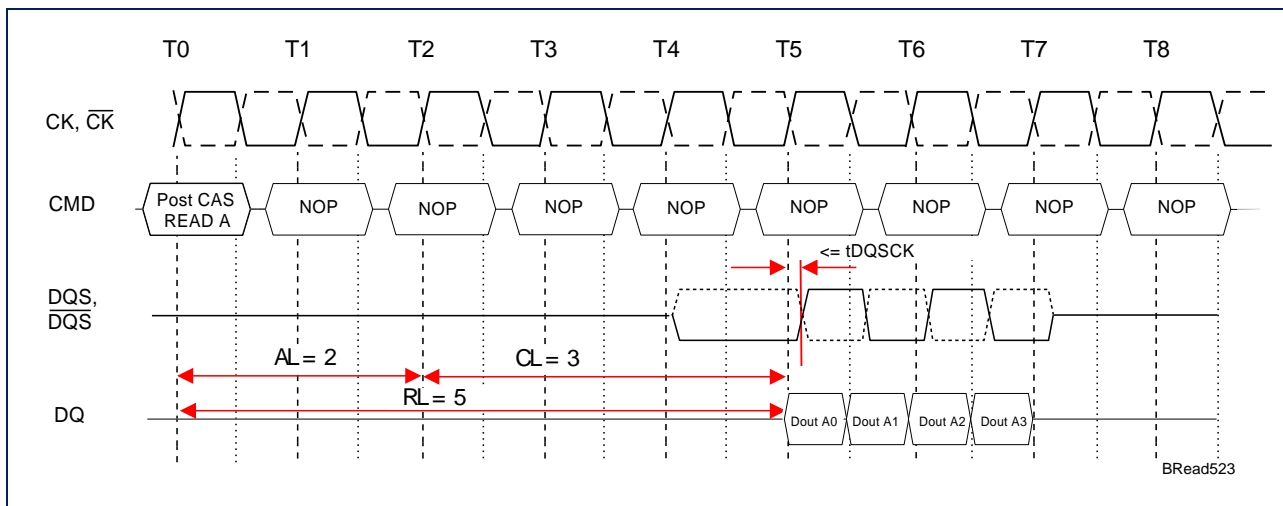 T0 T1 T2 T3 T4 T5 T6 T7 T8
CK, CK
CMD
Post CAS
READ A
NOP NOP NOP NOP NOP NOP NOP NOP
<= tDQSCK
DQS,
DQS
AL = 2 CL = 3
RL = 5
DQ
Dout A0 Dout A1 Dout A2 Dout A3
BRead523